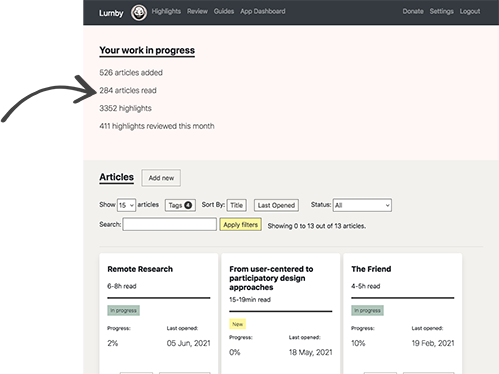 Lumby Highlights Review Guides App Dashboard Donate Settings Logout
Your work in progress
526 articles added
284 articles read
3352 highlights
411 highlights reviewed this month
Articles Add new
Show 15 articles Tags 4 Sort By: Title Last Opened Status: All
Search: Apply filters Showing 0 to 13 out of 13 articles.
Remote Research
6-8h read
In progress
Progress: Last opened:
2% 05 Jun, 2021
From user-centered to
participatory design
approaches
15-19min read
New
Progress: Last opened:
0% 18 May, 2021
The Friend
4-5h read
In progress
Progress: Last opened:
10% 19 Feb, 2021